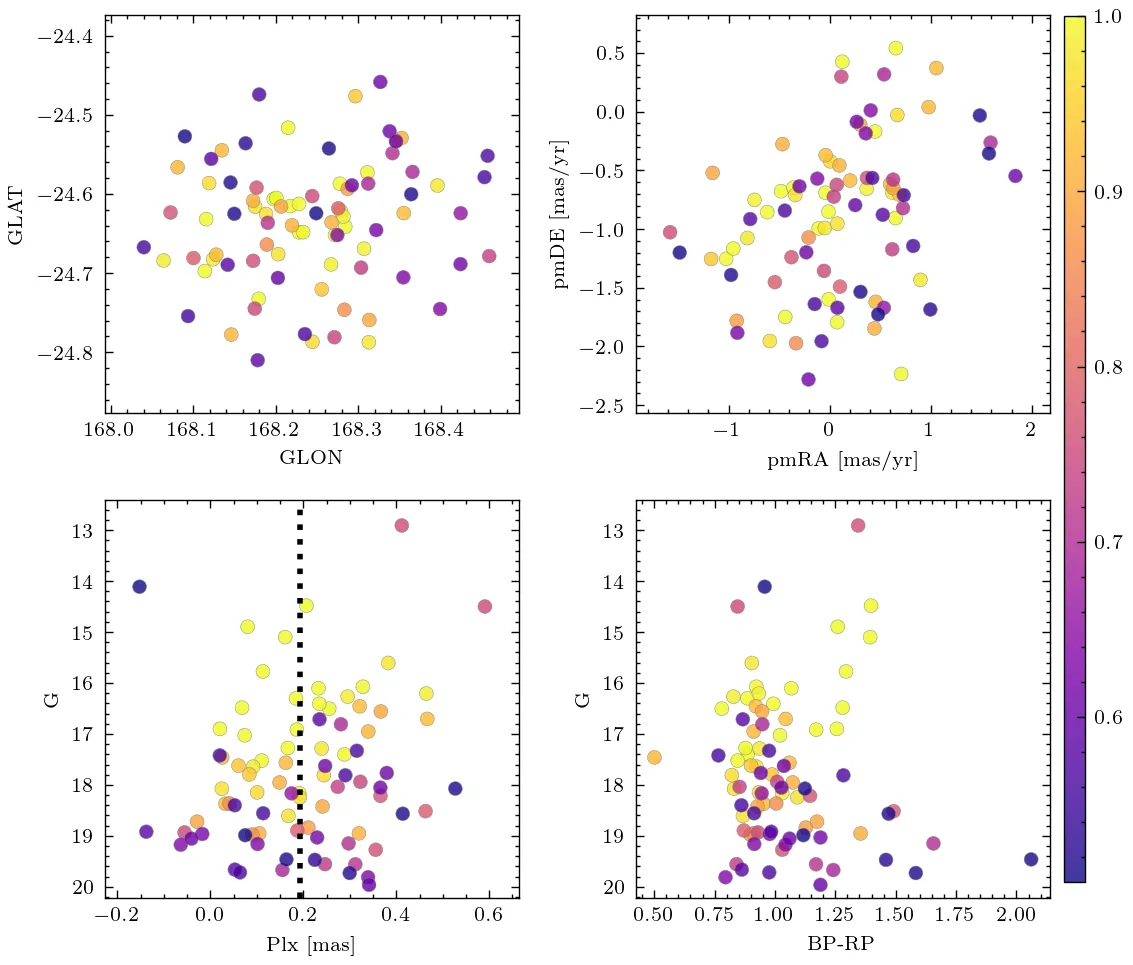 −24.4
−24.5
−24.6
−24.7
−24.8
GLAT
168.0 168.1 168.2 168.3 168.4
GLON
0.5
0.0
−0.5
−1.0
−1.5
−2.0
−2.5
pmDE [mas/yr]
−1 0 1 2
pmRA [mas/yr]
1.0
0.9
0.8
0.7
0.6
13
14
15
16
17
18
19
20
G
−0.2 0.0 0.2 0.4 0.6
Plx [mas]
13
14
15
16
17
18
19
20
G
0.50 0.75 1.00 1.25 1.50 1.75 2.00
BP-RP